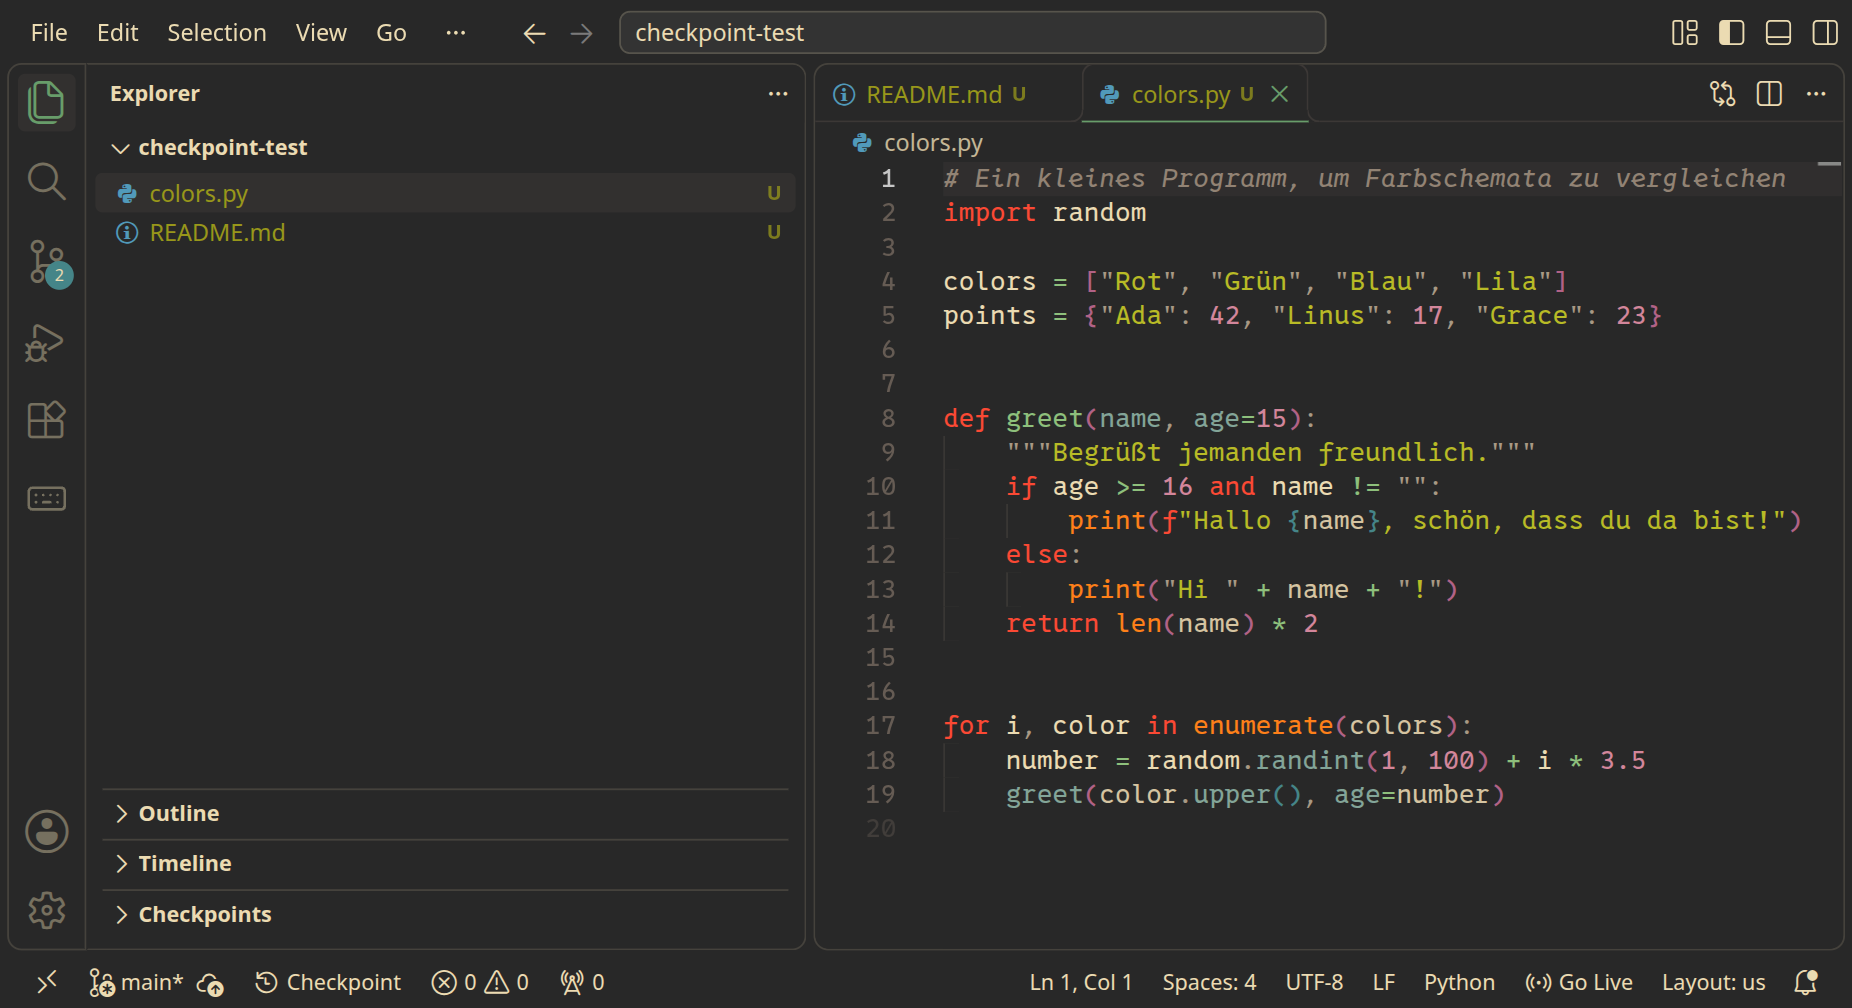 File Edit Selection View Go ··· ← → checkpoint-test
Explorer ···
checkpoint-test
colors.py U
README.md U
2
Outline
Timeline
Checkpoints
README.md U colors.py U
colors.py
1 # Ein kleines Programm, um Farbschemata zu vergleichen
2 import random
3
4 colors = ["Rot", "Grün", "Blau", "Lila"]
5 points = {"Ada": 42, "Linus": 17, "Grace": 23}
6
7
8 def greet(name, age=15):
9     """Begrüßt jemanden freundlich."""
10     if age >= 16 and name != "":
11         print(f"Hallo {name}, schön, dass du da bist!")
12     else:
13         print("Hi " + name + "!")
14     return len(name) * 2
15
16
17 for i, color in enumerate(colors):
18     number = random.randint(1, 100) + i * 3.5
19     greet(color.upper(), age=number)
20
main* Checkpoint 0 0 0 Ln 1, Col 1 Spaces: 4 UTF-8 LF Python Go Live Layout: us